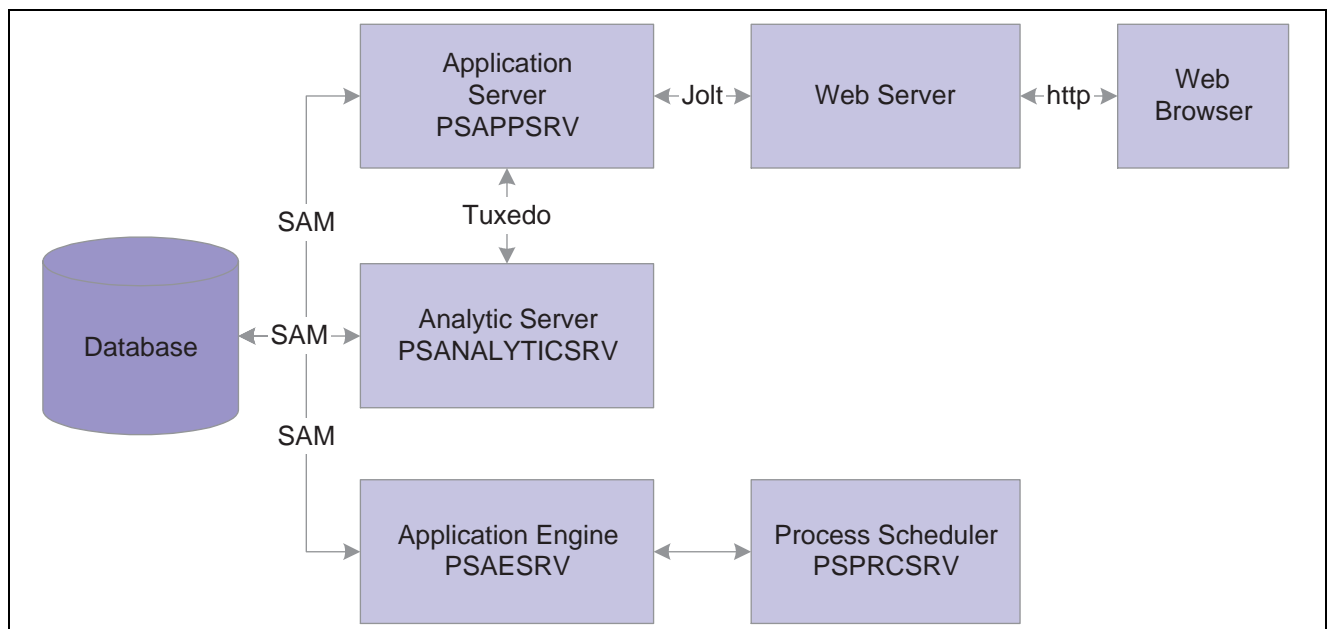 Application
Server
PSAPPSRV
Jolt
Web Server
http
Web
Browser
SAM
Tuxedo
Database
SAM
Analytic Server
PSANALYTICSRV
SAM
Application Engine
PSAESRV
Process Scheduler
PSPRCSRV